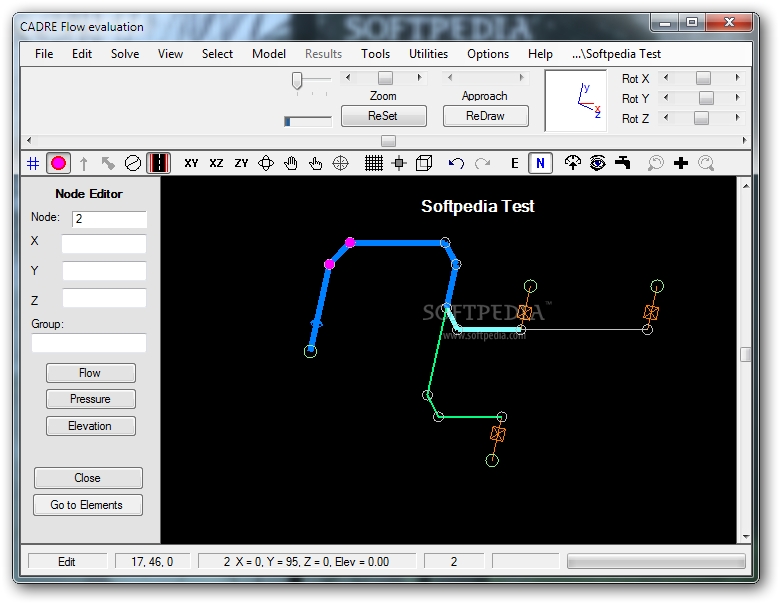 SOFTPEDIA
CADRE Flow evaluation
File Edit Solve View Select Model Results Tools Utilities Options Help ...\Softpedia Test
Zoom
ReSet
Approach
ReDraw
y
x
z
Rot X
Rot Y
Rot Z
XY XZ ZY E N
Node Editor
Node: 2
X
Y
Z
Group:
Flow
Pressure
Elevation
Close
Go to Elements
Softpedia Test
SOFTPEDIA™
www.softpedia.com
Edit 17, 46, 0 2 X = 0, Y = 95, Z = 0, Elev = 0.00 2